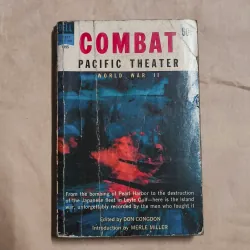 COMBAT
PACIFIC THEATER
WORLD WAR II
From the bombing of Pearl Harbour to the destruction
of the Japanese fleet in Leyte Gulf—here is the island
war, unforgettably recorded by the men who fought it
Edited by DON CONGDON
Introduction by MERLE MILLER